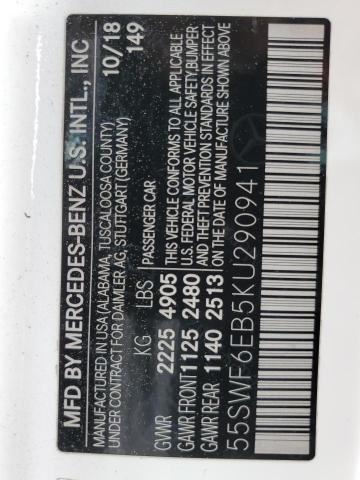 MFD BY MERCEDES-BENZ U.S. INTL., INC
MANUFACTURED IN USA (ALABAMA, TUSCALOOSA COUNTY) 10/18
UNDER CONTRACT FOR DAIMLER AG, STUTTGART (GERMANY) 149
KG LBS PASSENGER CAR
GVWR 2225 4905 THIS VEHICLE CONFORMS TO ALL APPLICABLE
GAWR FRONT 1125 2480 U.S. FEDERAL MOTOR VEHICLE SAFETY, BUMPER,
GAWR REAR 1140 2513 AND THEFT PREVENTION STANDARDS IN EFFECT
ON THE DATE OF MANUFACTURE SHOWN ABOVE
55SWF6EB5KU290941